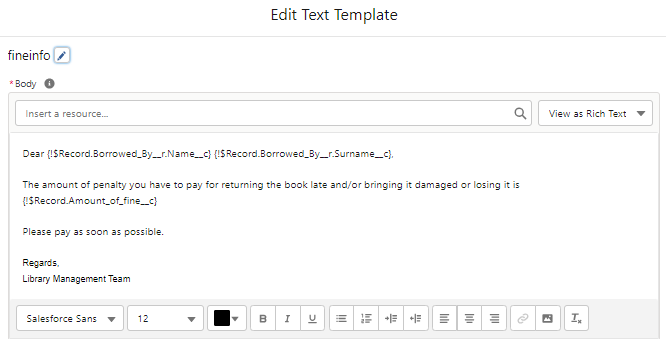 Edit Text Template
fineinfo
* Body
Insert a resource...
View as Rich Text
Dear {!$Record.Borrowed_By__r.Name__c} {!$Record.Borrowed_By__r.Surname__c},
The amount of penalty you have to pay for returning the book late and/or bringing it damaged or losing it is
{!$Record.Amount_of_fine__c}
Please pay as soon as possible.
Regards,
Library Management Team
Salesforce Sans 12 B I U